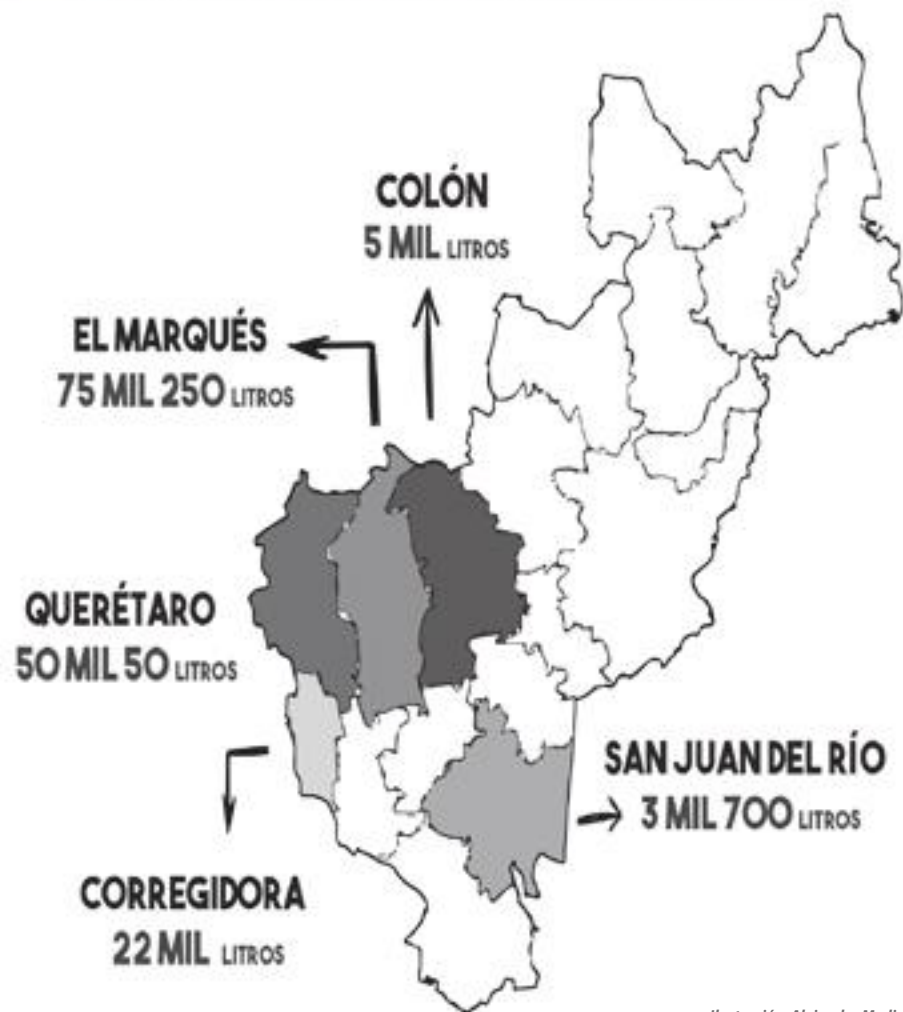 COLÓN
5 MIL LITROS
EL MARQUÉS
75 MIL 250 LITROS
QUERÉTARO
50 MIL 50 LITROS
SAN JUAN DEL RÍO
3 MIL 700 LITROS
CORREGIDORA
22 MIL LITROS